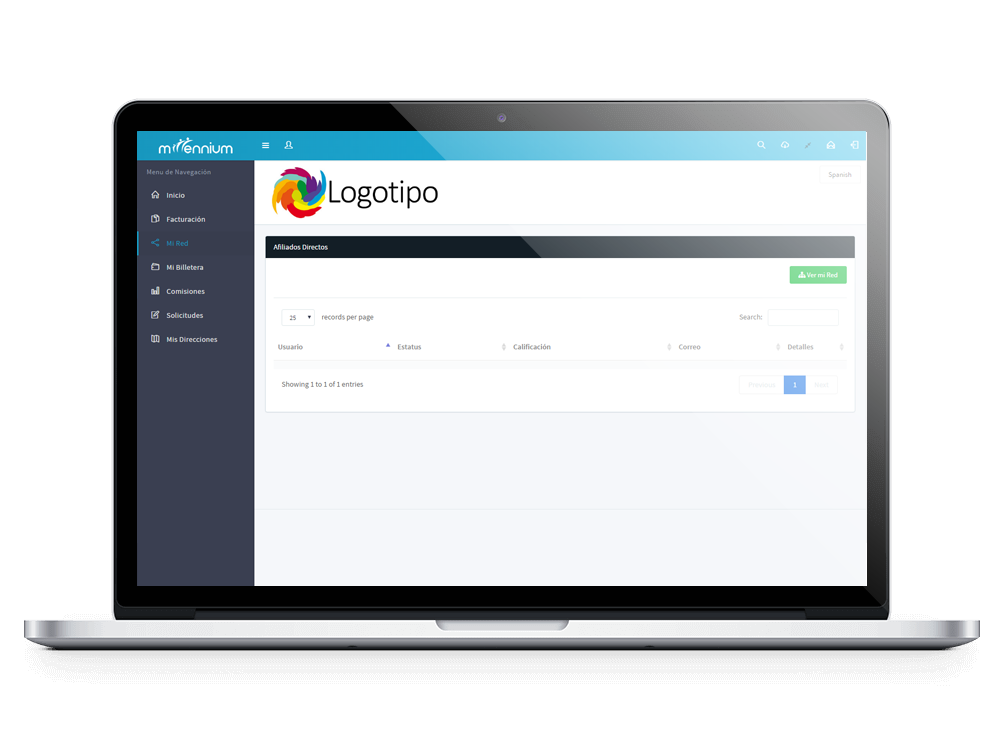 millennium
Menu de Navegación
Spanish
Logotipo
Inicio
Facturación
Mi Red
Mi Billetera
Comisiones
Solicitudes
Mis Direcciones
Afiliados Directos
Ver mi Red
25 records per page Search:
Usuario Estatus Calificación Correo Detalles
Showing 1 to 1 of 1 entries Previous 1 Next